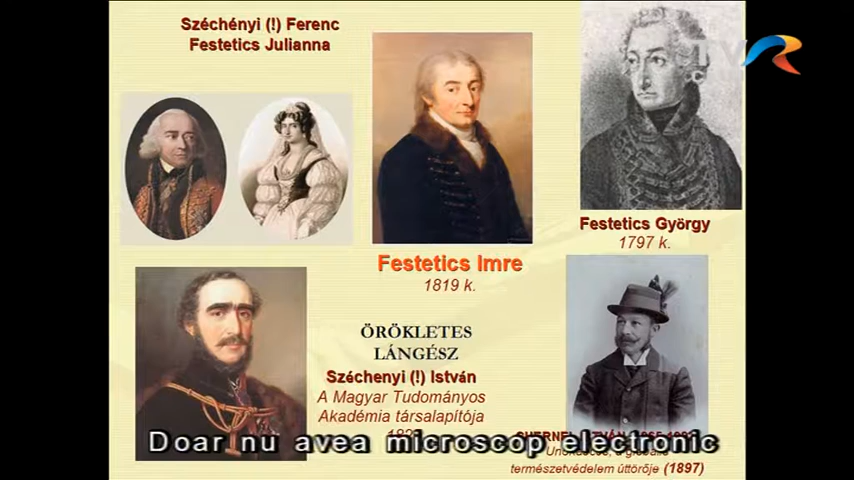 Széchényi (!) Ferenc
Festetics Julianna
TVR
Festetics György
1797 k.
Festetics Imre
1819 k.
ÖRÖKLETES
LÁNGÉSZ
Széchenyi (!) István
A Magyar Tudományos
Akadémia társalapítója
Doar nu avea microscop electronic
természetvédelem úttörője (1897)